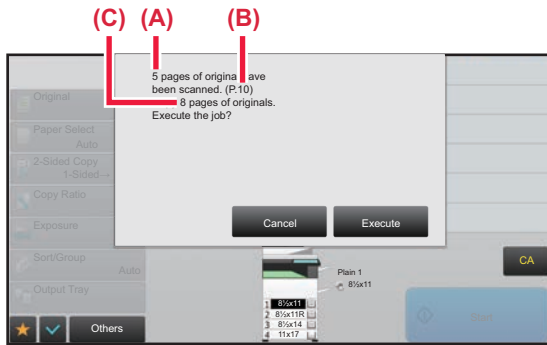 (C) (A) (B)
5 pages of original ave
been scanned. (P.10)
8 pages of originals.
Execute the job?
Cancel
Execute
Original
Paper Select
Auto
2-Sided Copy
1-Sided→
Copy Ratio
Exposure
Sort/Group
Auto
Output Tray
Others
Plain 1
8½x11
1 8½x11
2 8½x11R
3 8½x14
4 11x17
CA
Start